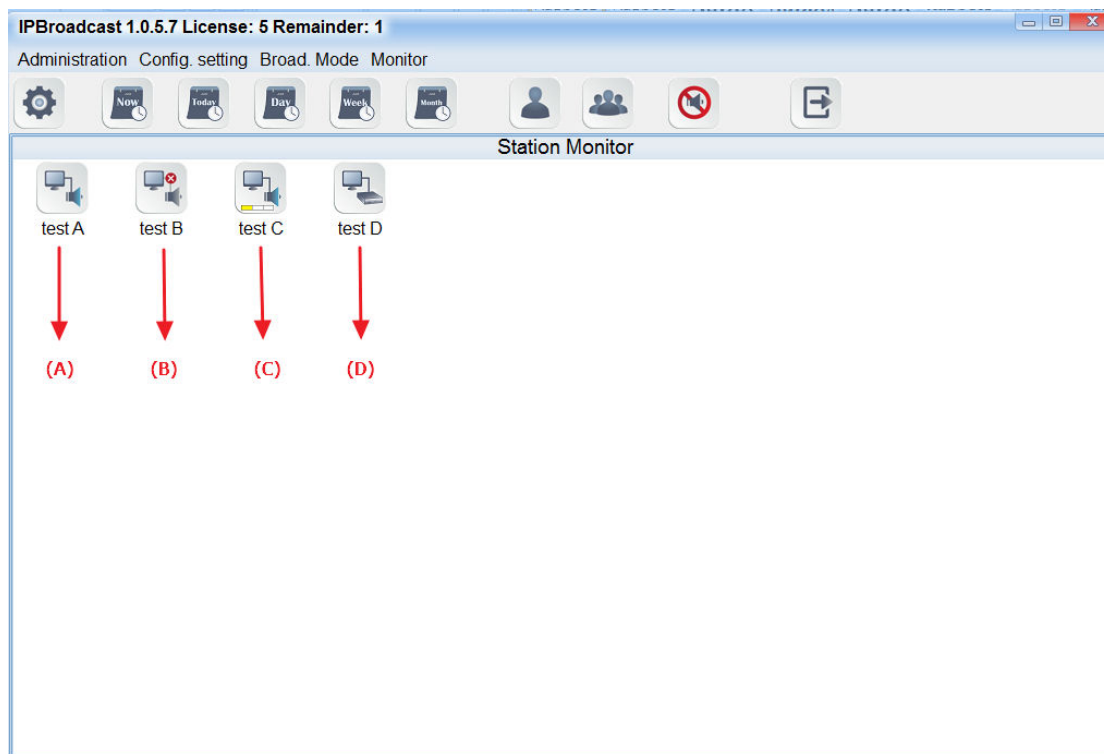 IPBroadcast 1.0.5.7 License: 5 Remainder: 1
Administration Config. setting Broad. Mode Monitor
Now Today Day Week Month
Station Monitor
test A test B test C test D
(A) (B) (C) (D)